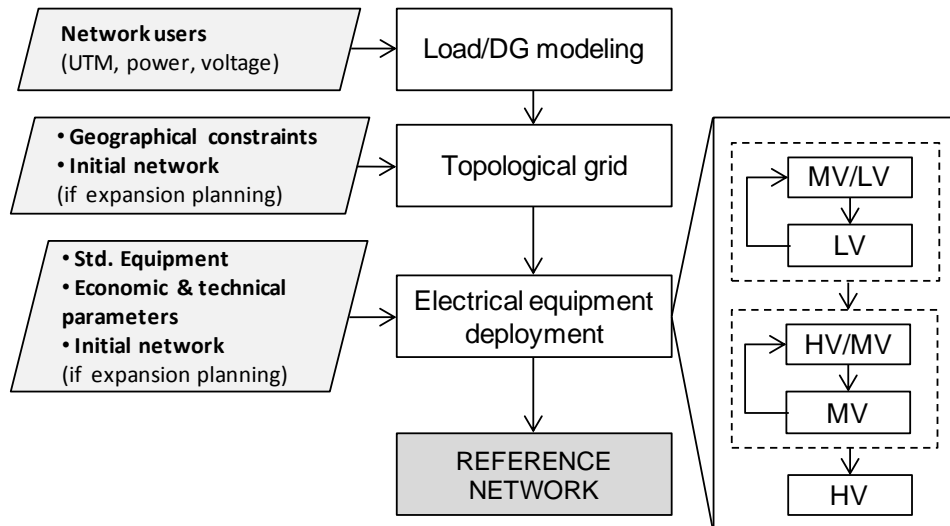 Network users
(UTM, power, voltage)
Load/DG modeling
• Geographical constraints
• Initial network
(if expansion planning)
Topological grid
• Std. Equipment
• Economic & technical
parameters
• Initial network
(if expansion planning)
Electrical equipment
deployment
REFERENCE
NETWORK
MV/LV
LV
HV/MV
MV
HV